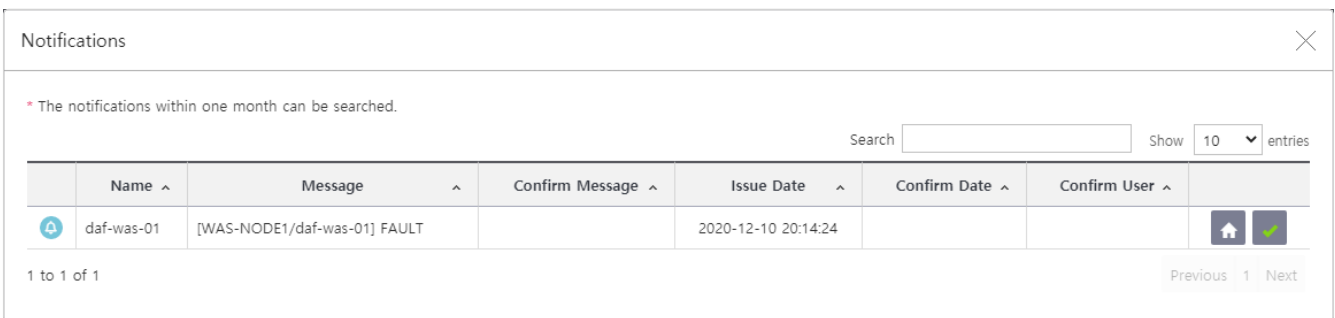 Notifications
* The notifications within one month can be searched.
Search Show 10 entries
Name Message Confirm Message Issue Date Confirm Date Confirm User
daf-was-01 [WAS-NODE1/daf-was-01] FAULT 2020-12-10 20:14:24
1 to 1 of 1 Previous 1 Next